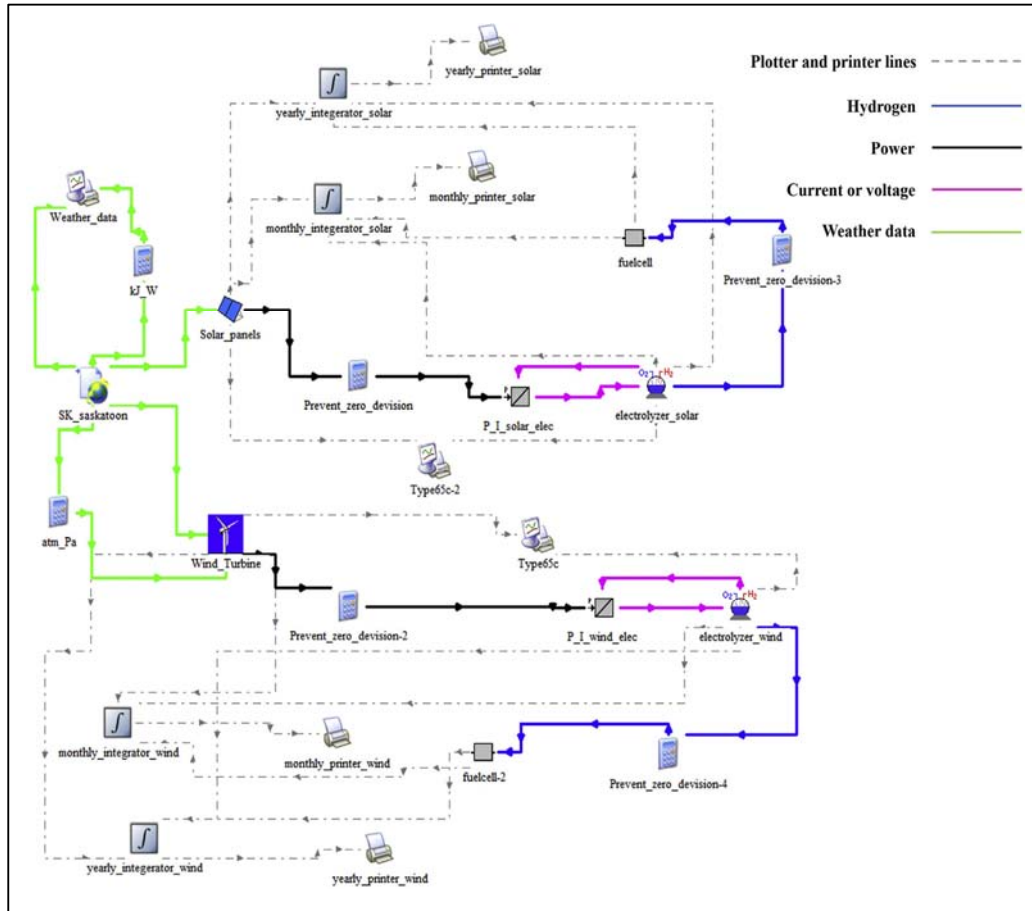 yearly_printer_solar
yearly_integerator_solar
monthly_printer_solar
monthly_integrator_solar
Weather_data
kJ_W
SK_saskatoon
atm_Pa
Solar_panels
Prevent_zero_devision
P
P_I_solar_elec
O₂ H₂
electrolyzer_solar
fuelcell
Prevent_zero_devision-3
Type65c-2
Plotter and printer lines
Hydrogen
Power
Current or voltage
Weather data
Wind_Turbine
Type65c
Prevent_zero_devision-2
P
P_I_wind_elec
O₂ H₂
electrolyzer_wind
monthly_integrator_wind
monthly_printer_wind
fuelcell-2
Prevent_zero_devision-4
yearly_integerator_wind
yearly_printer_wind